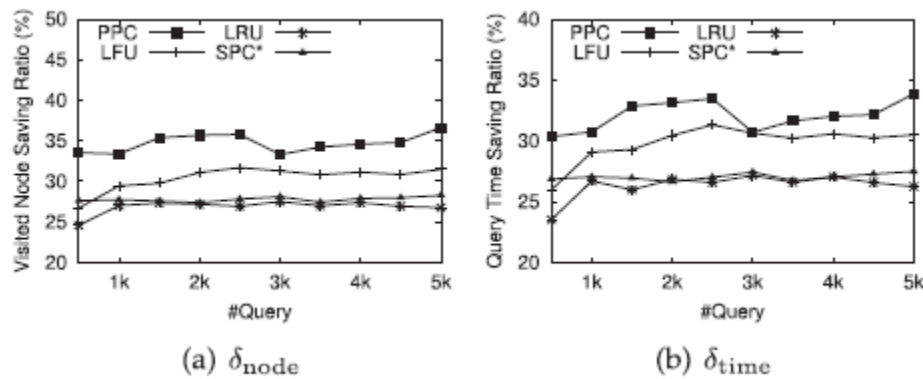 Visited Node Saving Ratio (%)
50
45
40
35
30
25
20
PPC
LRU
LFU
SPC*
1k
2k
3k
4k
5k
#Query
(a) δnode
Query Time Saving Ratio (%)
40
35
30
25
20
PPC
LRU
LFU
SPC*
1k
2k
3k
4k
5k
#Query
(b) δtime